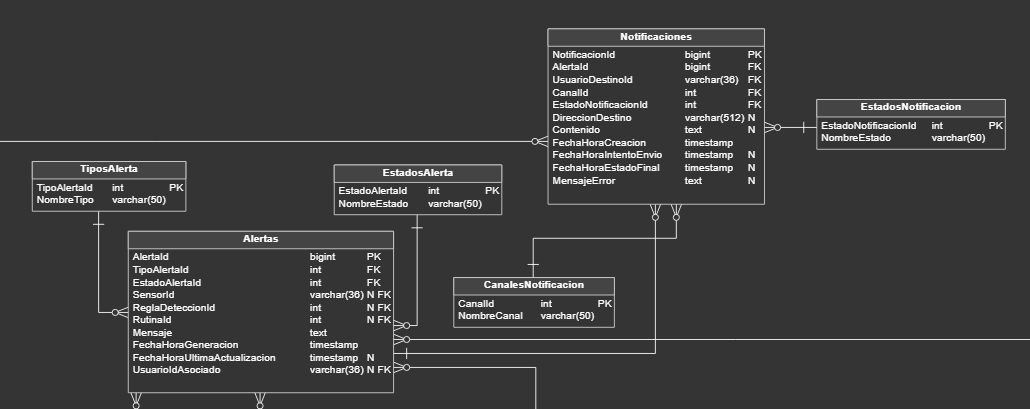 Notificaciones
NotificacionId bigint PK
AlertaId bigint FK
UsuarioDestinoId varchar(36) FK
CanalId int FK
EstadoNotificacionId int FK
DireccionDestino varchar(512) N
Contenido text N
FechaHoraCreacion timestamp
FechaHoraIntentoEnvio timestamp N
FechaHoraEstadoFinal timestamp N
MensajeError text N
EstadosNotificacion
EstadoNotificacionId int PK
NombreEstado varchar(50)
TiposAlerta
TipoAlertaId int PK
NombreTipo varchar(50)
EstadosAlerta
EstadoAlertaId int PK
NombreEstado varchar(50)
Alertas
AlertaId bigint PK
TipoAlertaId int FK
EstadoAlertaId int FK
SensorId varchar(36) N FK
ReglaDeteccionId int N FK
RutinaId int N FK
Mensaje text
FechaHoraGeneracion timestamp
FechaHoraUltimaActualizacion timestamp N
UsuarioIdAsociado varchar(36) N FK
CanalesNotificacion
CanalId int PK
NombreCanal varchar(50)